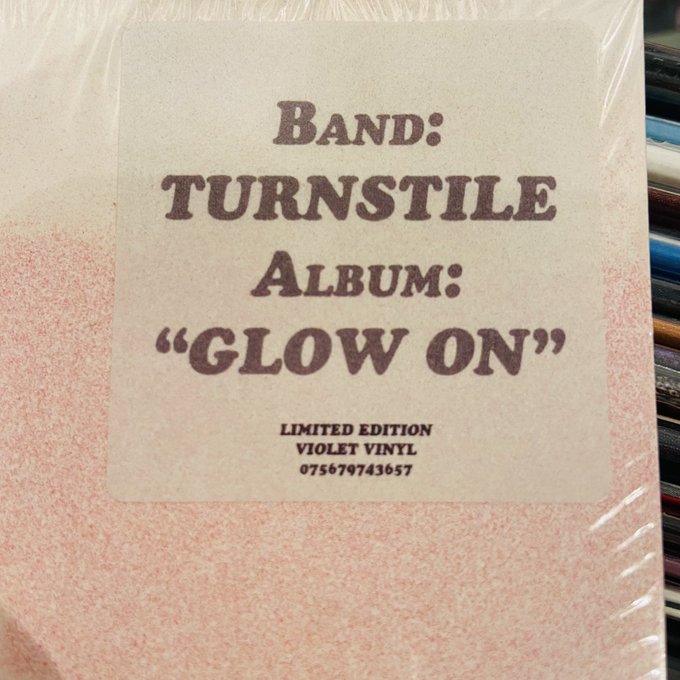 BAND:
TURNSTILE
ALBUM:
“GLOW ON”
LIMITED EDITION
VIOLET VINYL
075679743657